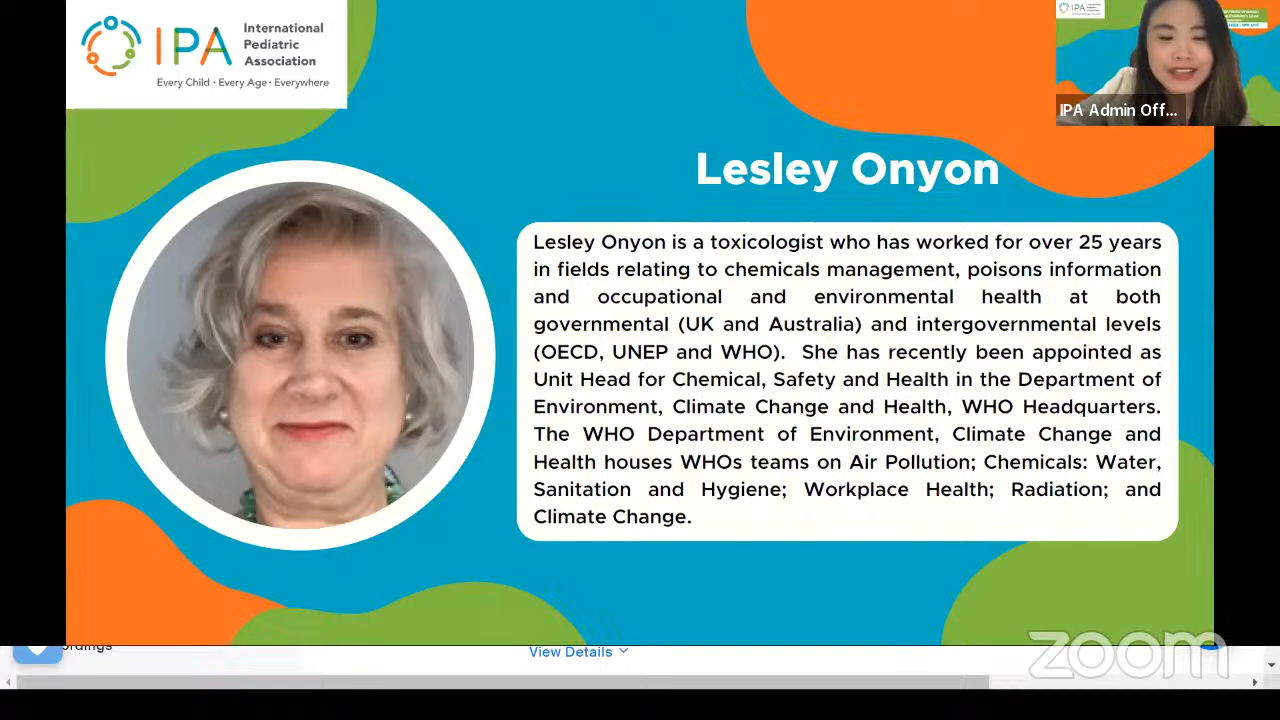 IPA
International
Pediatric
Association
Every Child · Every Age · Everywhere
IPA Admin Off...
Lesley Onyon
Lesley Onyon is a toxicologist who has worked for over 25 years
in fields relating to chemicals management, poisons information
and occupational and environmental health at both
governmental (UK and Australia) and intergovernmental levels
(OECD, UNEP and WHO). She has recently been appointed as
Unit Head for Chemical, Safety and Health in the Department of
Environment, Climate Change and Health, WHO Headquarters.
The WHO Department of Environment, Climate Change and
Health houses WHOs teams on Air Pollution; Chemicals: Water,
Sanitation and Hygiene; Workplace Health; Radiation; and
Climate Change.
View Details
zoom